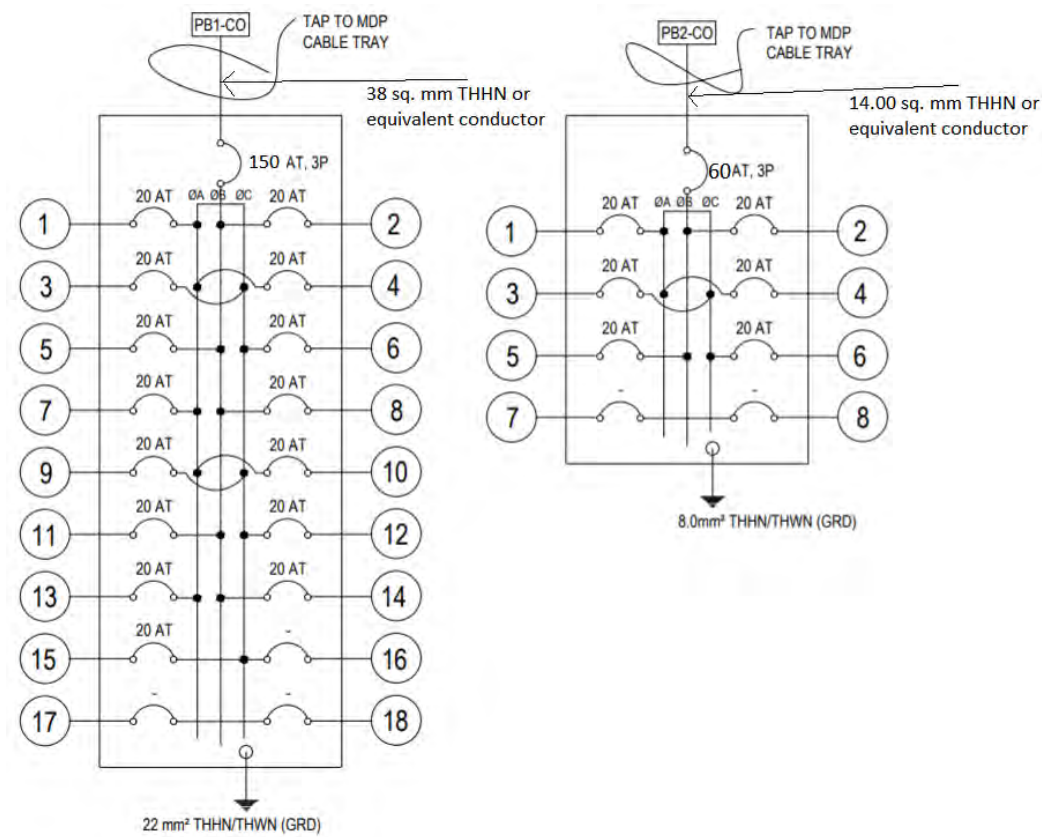 PB1-CO
TAP TO MDP
CABLE TRAY
38 sq. mm THHN or
equivalent conductor
150 AT, 3P
20 AT ØA ØB ØC 20 AT
1 2
20 AT 20 AT
3 4
20 AT 20 AT
5 6
20 AT 20 AT
7 8
20 AT 20 AT
9 10
20 AT 20 AT
11 12
20 AT 20 AT
13 14
20 AT -
15 16
- -
17 18
22 mm² THHN/THWN (GRD)
PB2-CO
TAP TO MDP
CABLE TRAY
14.00 sq. mm THHN or
equivalent conductor
60AT, 3P
20 AT ØA ØB ØC 20 AT
1 2
20 AT 20 AT
3 4
20 AT 20 AT
5 6
- -
7 8
8.0mm² THHN/THWN (GRD)